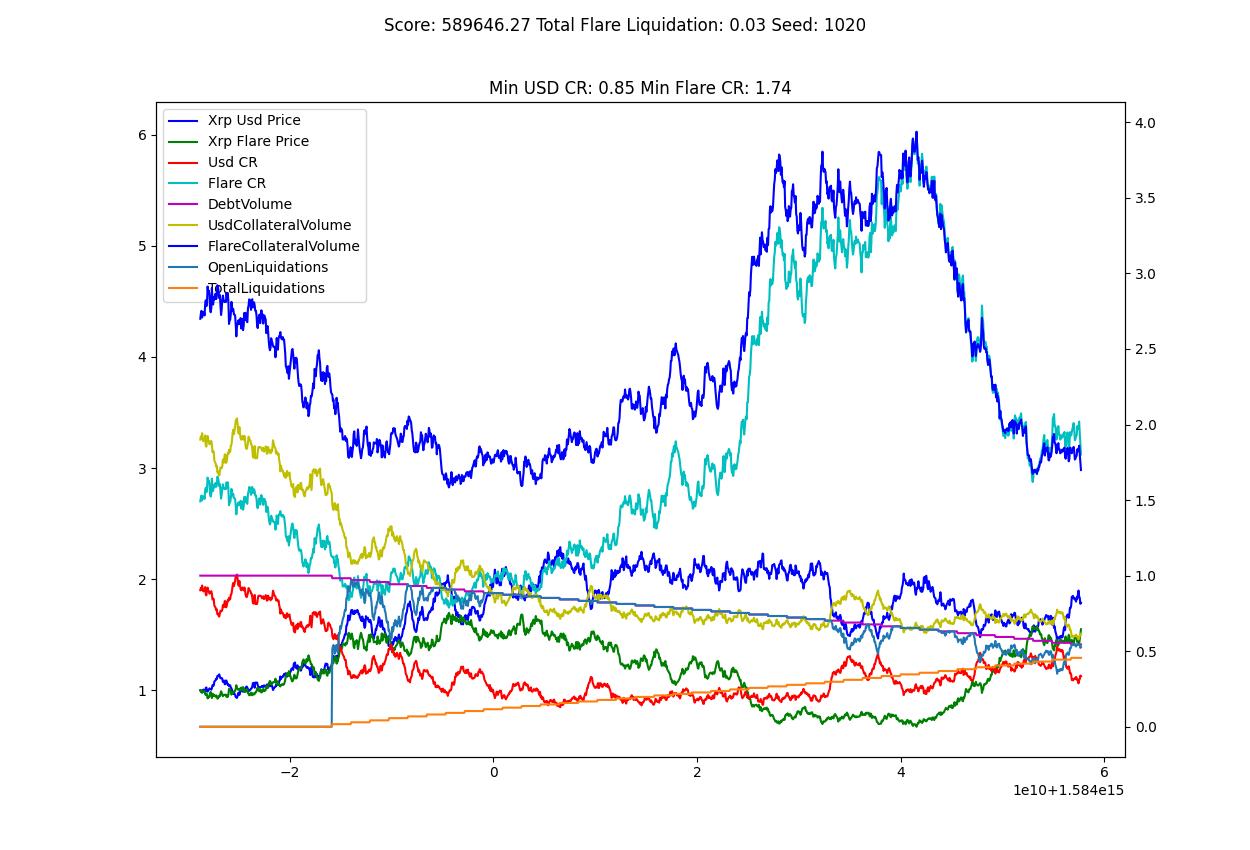 Score: 589646.27 Total Flare Liquidation: 0.03 Seed: 1020
Min USD CR: 0.85 Min Flare CR: 1.74
Xrp Usd Price
Xrp Flare Price
Usd CR
Flare CR
DebtVolume
UsdCollateralVolume
FlareCollateralVolume
OpenLiquidations
TotalLiquidations
6
5
4
3
2
1
4.0
3.5
3.0
2.5
2.0
1.5
1.0
0.5
0.0
−2 0 2 4 6
1e10+1.584e15